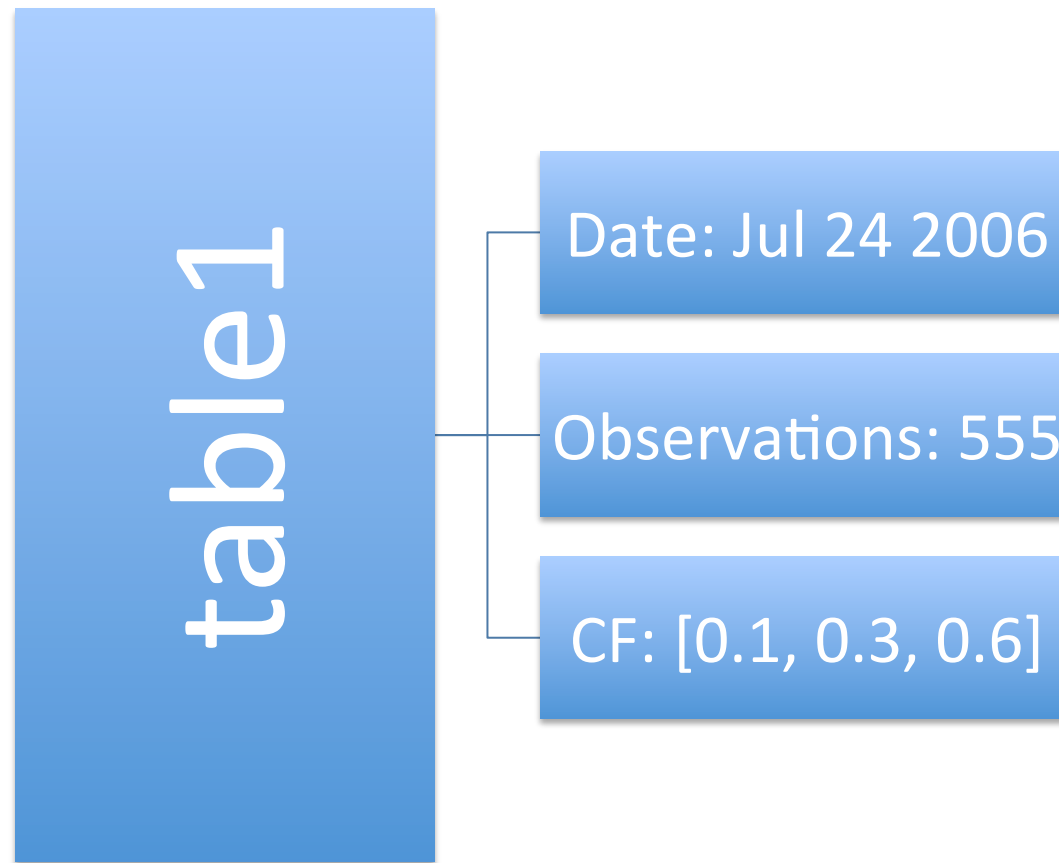 table1
Date: Jul 24 2006
Observations: 555
CF: [0.1, 0.3, 0.6]